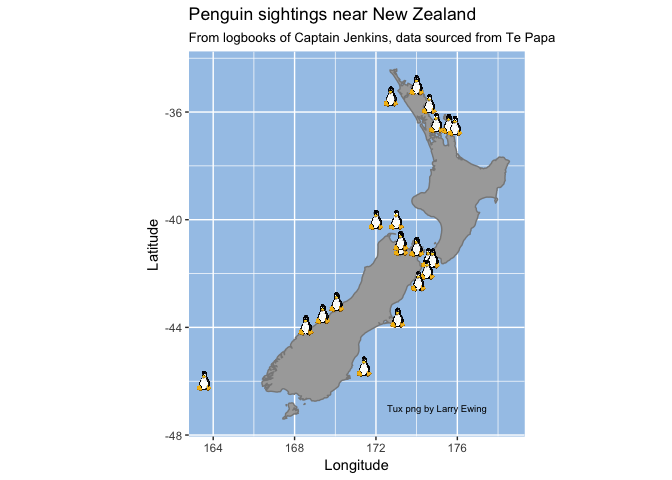 Penguin sightings near New Zealand
From logbooks of Captain Jenkins, data sourced from Te Papa
-36
-40
-44
-48
Latitude
Tux png by Larry Ewing
164
168
172
176
Longitude